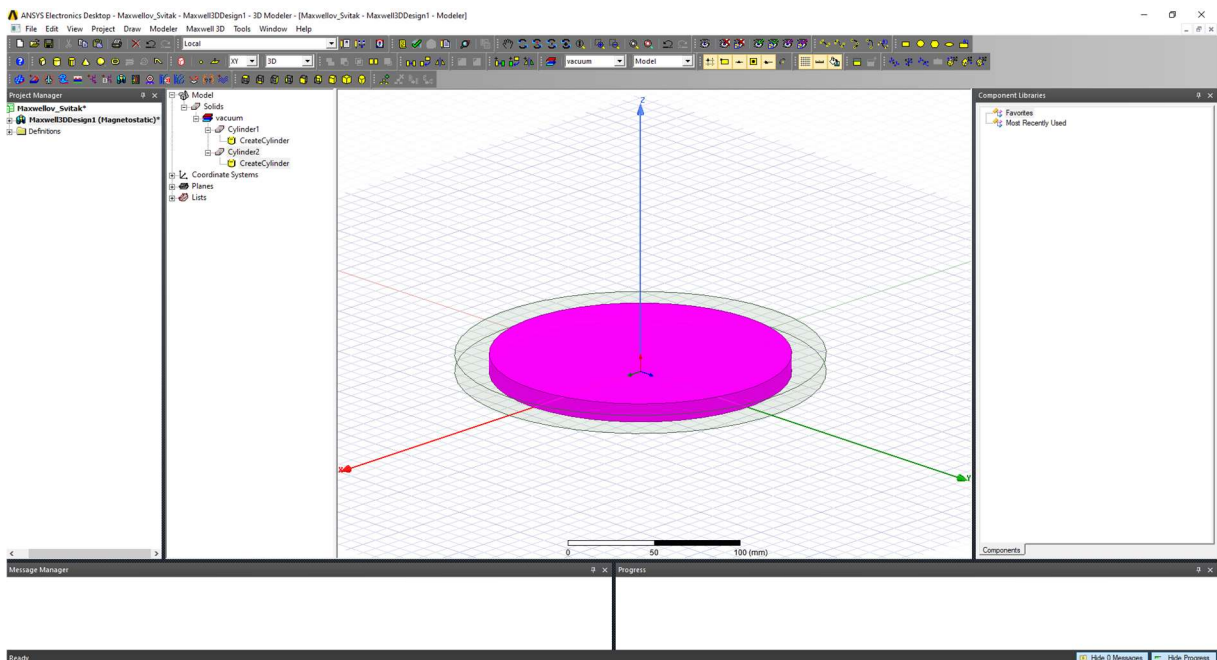 ANSYS Electronics Desktop - Maxwellov_Svitak - Maxwell3DDesign1 - 3D Modeler - [Maxwellov_Svitak - Maxwell3DDesign1 - Modeler]
File Edit View Project Draw Modeler Maxwell 3D Tools Window Help
Local
XY 3D vacuum Model
Project Manager
Maxwellov_Svitak*
Maxwell3DDesign1 (Magnetostatic)*
Definitions
Model
Solids
vacuum
Cylinder1
CreateCylinder
Cylinder2
CreateCylinder
Coordinate Systems
Planes
Lists
Z
X
Y
0 50 100 (mm)
Component Libraries
Favorites
Most Recently Used
Components
Message Manager
Progress
Ready
Hide 0 Messages Hide Progress